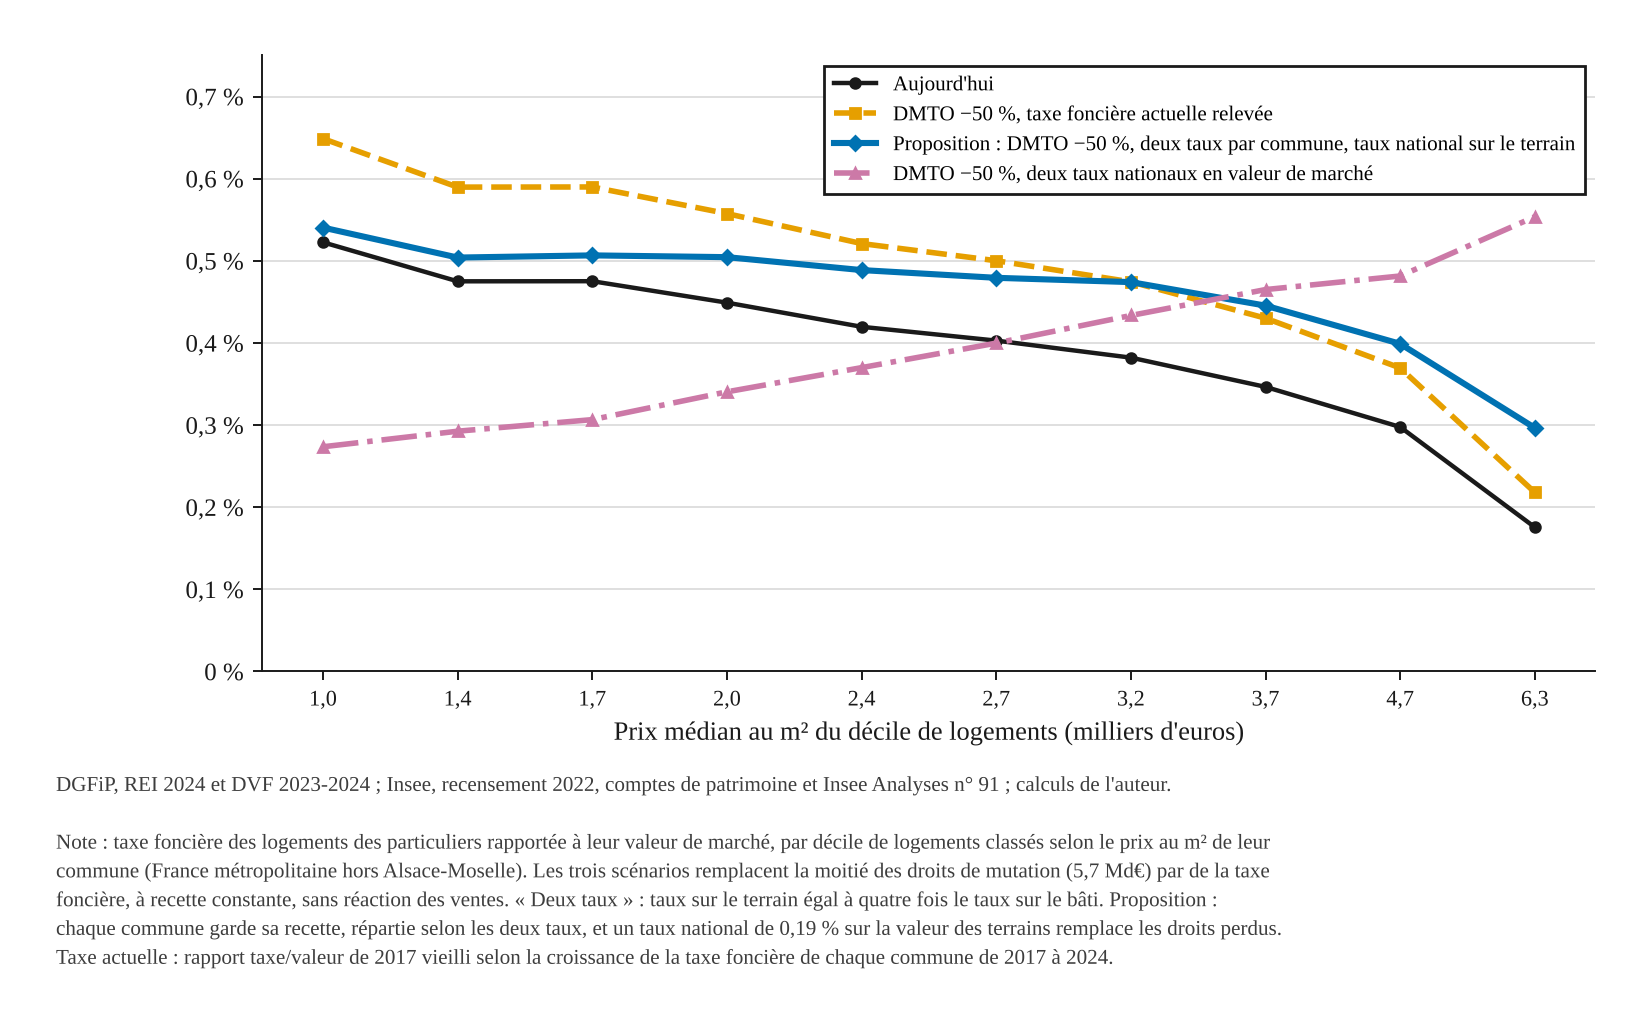 0,7 %
0,6 %
0,5 %
0,4 %
0,3 %
0,2 %
0,1 %
0 %
Aujourd'hui
DMTO −50 %, taxe foncière actuelle relevée
Proposition : DMTO −50 %, deux taux par commune, taux national sur le terrain
DMTO −50 %, deux taux nationaux en valeur de marché
1,0 1,4 1,7 2,0 2,4 2,7 3,2 3,7 4,7 6,3
Prix médian au m² du décile de logements (milliers d'euros)
DGFiP, REI 2024 et DVF 2023-2024 ; Insee, recensement 2022, comptes de patrimoine et Insee Analyses n° 91 ; calculs de l'auteur.
Note : taxe foncière des logements des particuliers rapportée à leur valeur de marché, par décile de logements classés selon le prix au m² de leur
commune (France métropolitaine hors Alsace-Moselle). Les trois scénarios remplacent la moitié des droits de mutation (5,7 Md€) par de la taxe
foncière, à recette constante, sans réaction des ventes. « Deux taux » : taux sur le terrain égal à quatre fois le taux sur le bâti. Proposition :
chaque commune garde sa recette, répartie selon les deux taux, et un taux national de 0,19 % sur la valeur des terrains remplace les droits perdus.
Taxe actuelle : rapport taxe/valeur de 2017 vieilli selon la croissance de la taxe foncière de chaque commune de 2017 à 2024.